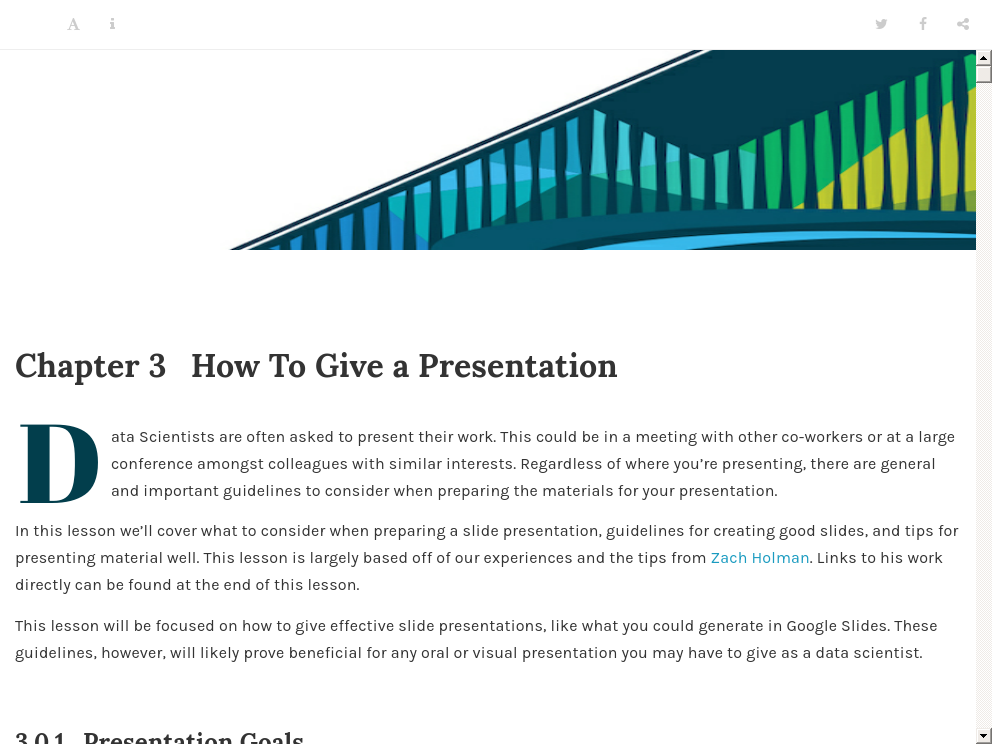 Chapter 3 How To Give a Presentation
Data Scientists are often asked to present their work. This could be in a meeting with other co-workers or at a large
conference amongst colleagues with similar interests. Regardless of where you’re presenting, there are general
and important guidelines to consider when preparing the materials for your presentation.
In this lesson we’ll cover what to consider when preparing a slide presentation, guidelines for creating good slides, and tips for
presenting material well. This lesson is largely based off of our experiences and the tips from Zach Holman. Links to his work
directly can be found at the end of this lesson.
This lesson will be focused on how to give effective slide presentations, like what you could generate in Google Slides. These
guidelines, however, will likely prove beneficial for any oral or visual presentation you may have to give as a data scientist.
3.0.1 Presentation Goals